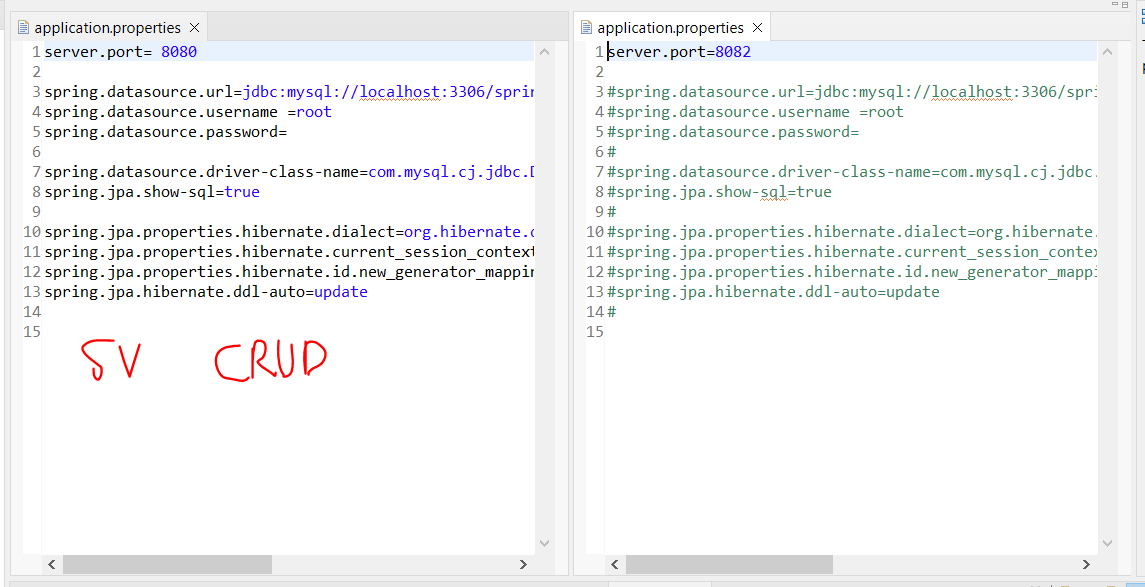 application.properties
1 server.port= 8080
2
3 spring.datasource.url=jdbc:mysql://localhost:3306/sprin
4 spring.datasource.username =root
5 spring.datasource.password=
6
7 spring.datasource.driver-class-name=com.mysql.cj.jdbc.D
8 spring.jpa.show-sql=true
9
10 spring.jpa.properties.hibernate.dialect=org.hibernate.d
11 spring.jpa.properties.hibernate.current_session_context
12 spring.jpa.properties.hibernate.id.new_generator_mappin
13 spring.jpa.hibernate.ddl-auto=update
14
15
SV CRUD
application.properties
1 server.port=8082
2
3 #spring.datasource.url=jdbc:mysql://localhost:3306/spri
4 #spring.datasource.username =root
5 #spring.datasource.password=
6 #
7 #spring.datasource.driver-class-name=com.mysql.cj.jdbc.
8 #spring.jpa.show-sql=true
9 #
10 #spring.jpa.properties.hibernate.dialect=org.hibernate.
11 #spring.jpa.properties.hibernate.current_session_contex
12 #spring.jpa.properties.hibernate.id.new_generator_mappi
13 #spring.jpa.hibernate.ddl-auto=update
14 #
15